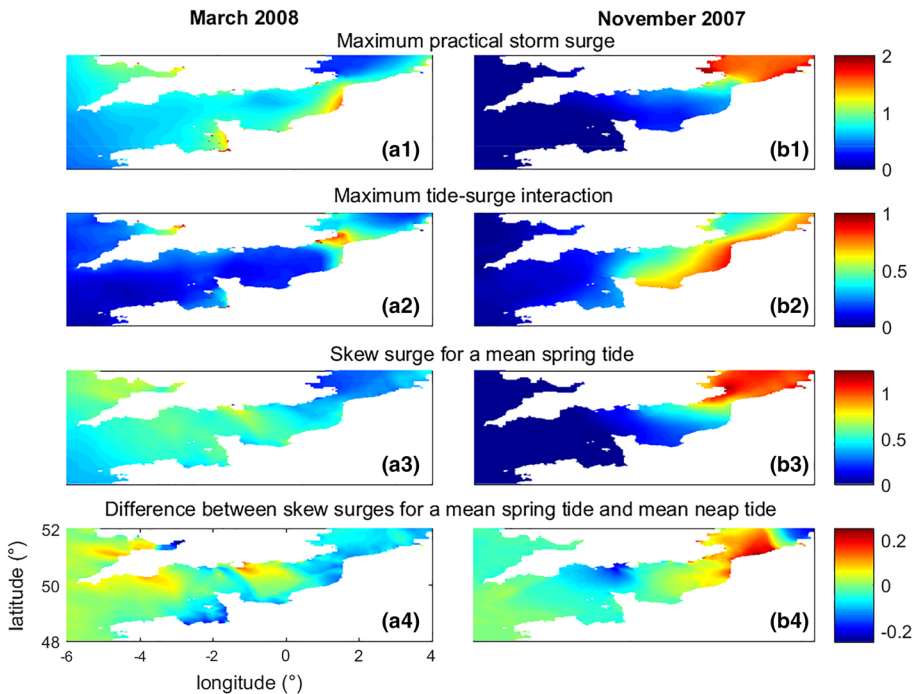 March 2008 November 2007
Maximum practical storm surge
(a1) (b1) 2 1 0
Maximum tide-surge interaction
(a2) (b2) 1 0.5 0
Skew surge for a mean spring tide
(a3) (b3) 1 0.5 0
Difference between skew surges for a mean spring tide and mean neap tide
52 50 48 latitude (°) (a4) (b4) 0.2 0 -0.2
-6 -4 -2 0 2 4
longitude (°)